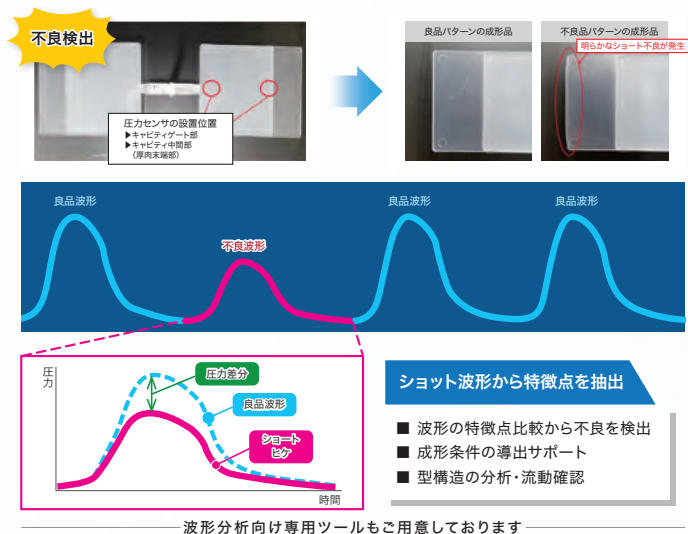 不良検出
圧力センサの設置位置
▶キャビティゲート部
▶キャビティ中間部
（厚肉末端部）
良品パターンの成形品
不良品パターンの成形品
明らかなショート不良が発生
良品波形
不良波形
良品波形
良品波形
圧力
圧力差分
良品波形
ショート
ヒケ
時間
ショット波形から特徴点を抽出
■ 波形の特徴点比較から不良を検出
■ 成形条件の導出サポート
■ 型構造の分析・流動確認
波形分析向け専用ツールもご用意しております